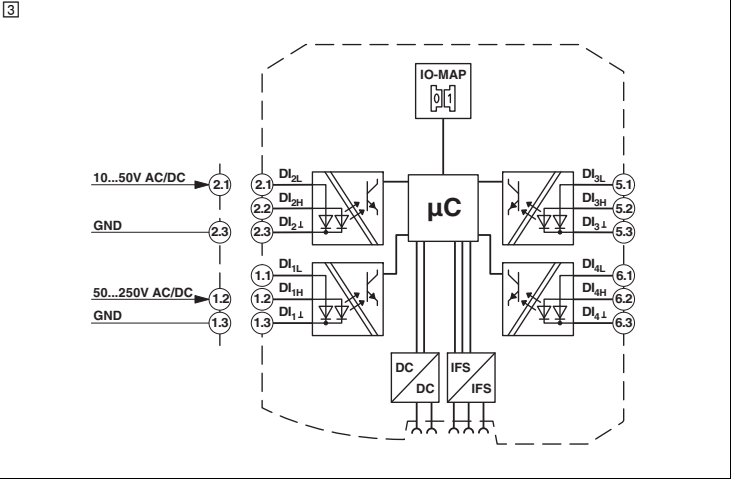 3
IO-MAP
0 1
10...50V AC/DC
2.1
2.1
DI2L
2.2
DI2H
GND
2.3
2.3
DI2⊥
µC
DI3L
5.1
DI3H
5.2
DI3⊥
5.3
1.1
DI1L
50...250V AC/DC
1.2
1.2
DI1H
GND
1.3
1.3
DI1⊥
DI4L
6.1
DI4H
6.2
DI4⊥
6.3
DC
DC
IFS
IFS